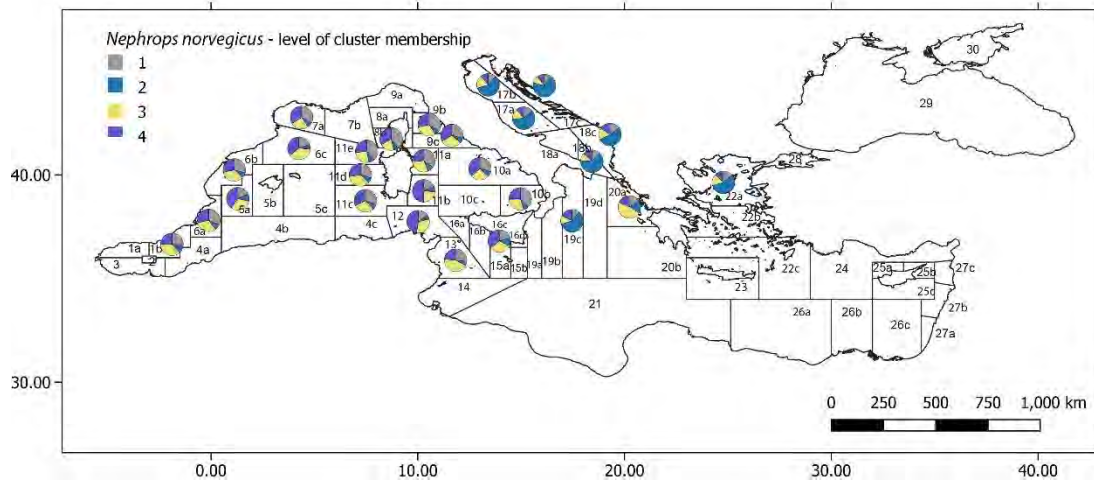 Nephrops norvegicus - level of cluster membership
1
2
3
4
30
29
28
9a
17b
9b
8a
17a
17c
7a
7b
8b
9c
18c
18a
18b
11e
11a
6c
6b
10a
22a
40.00
11d
19d
20a
5b
11c
11b
10c
10b
22b
5a
5c
12
16a
16b
16c
19c
6a
4b
4c
1a
1b
4a
13
3
2
15a
15b
19a
19b
20b
22c
24
25a
25b
27c
14
23
25c
21
26a
26b
26c
27b
27a
30.00
0 250 500 750 1,000 km
0.00 10.00 20.00 30.00 40.00